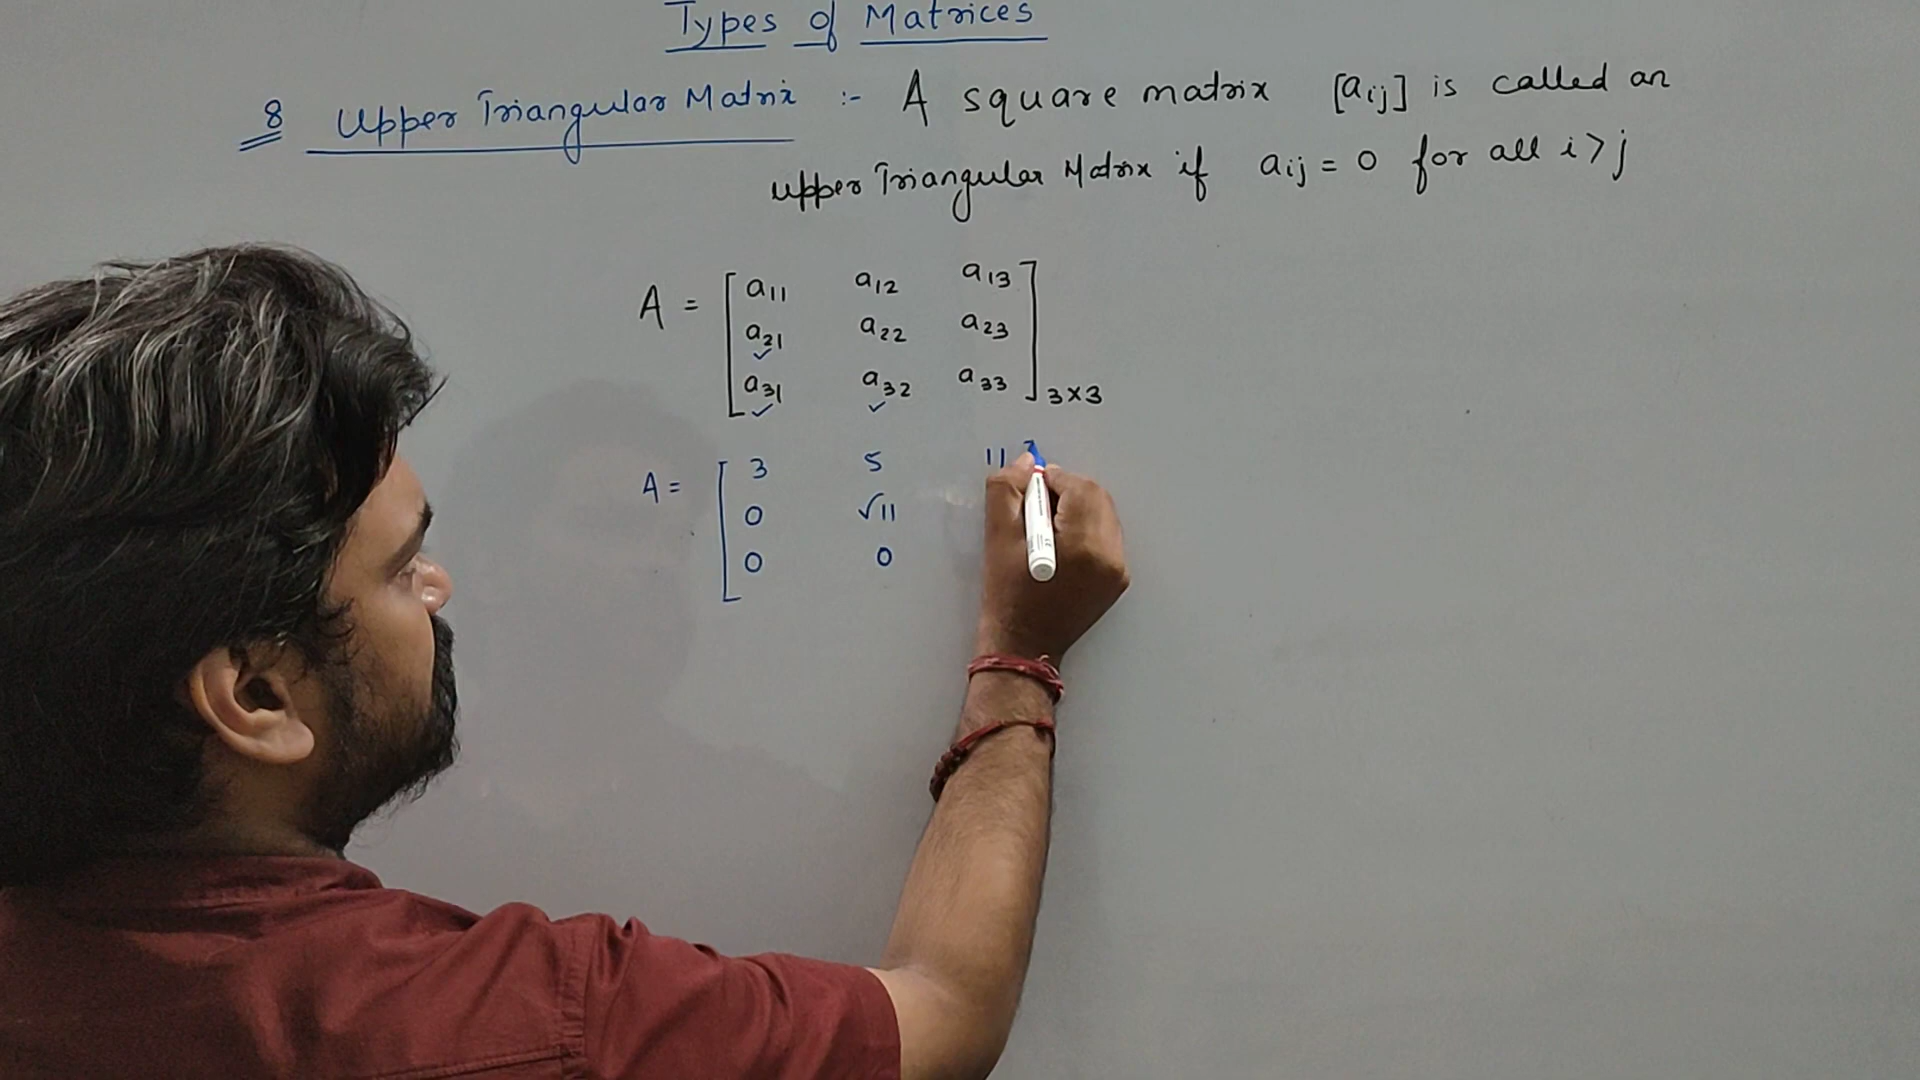 Types of Matrices
8 Upper Triangular Matrix :- A square matrix [aij] is called an
upper Triangular Matrix if aij = 0 for all i > j
A = [ a11 a12 a13
a21 a22 a23
a31 a32 a33 ] 3×3
A = [ 3 5 11
0 √11
0 0